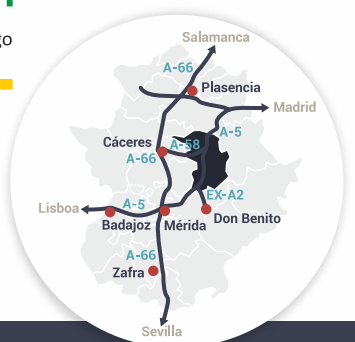 Salamanca
go
A-66
Plasencia
Madrid
A-5
Cáceres
A-58
A-66
EX-A2
Lisboa
A-5
Don Benito
Badajoz
Mérida
A-66
Zafra
Sevilla